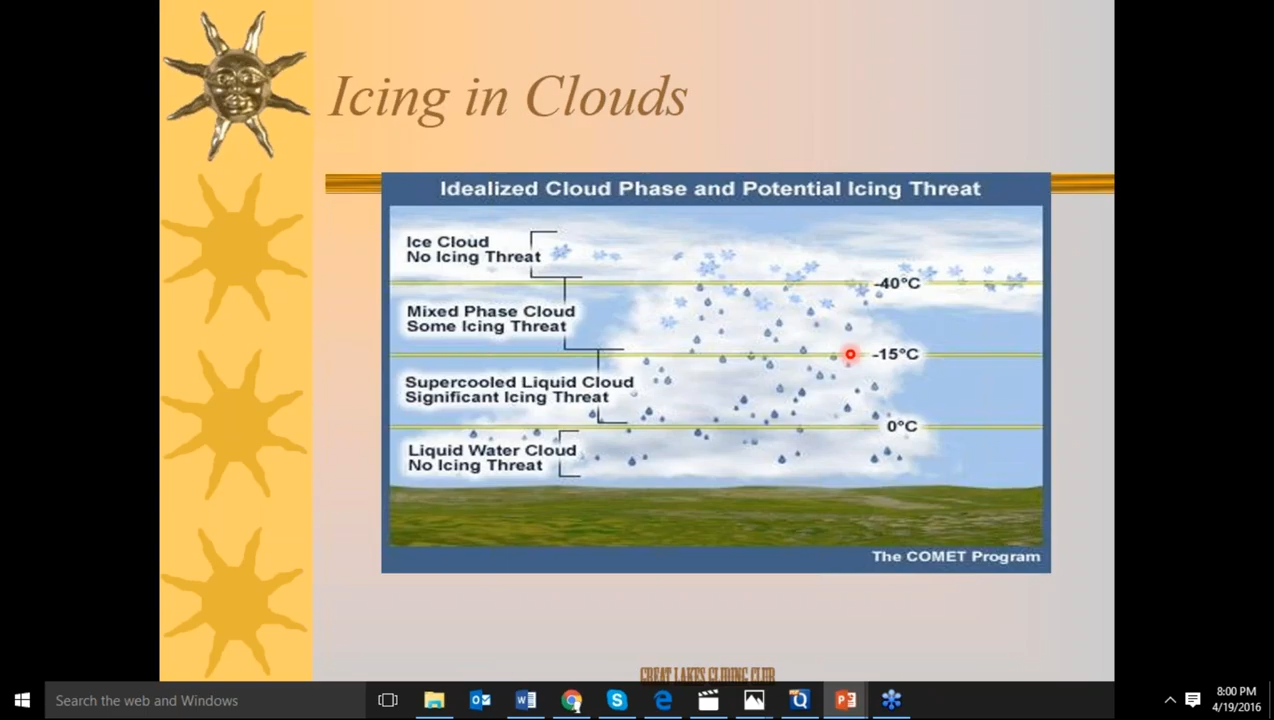 Icing in Clouds
Idealized Cloud Phase and Potential Icing Threat
Ice Cloud
No Icing Threat
-40°C
Mixed Phase Cloud
Some Icing Threat
-15°C
Supercooled Liquid Cloud
Significant Icing Threat
0°C
Liquid Water Cloud
No Icing Threat
The COMET Program
GREAT LAKES GLIDING CLUB
Search the web and Windows
8:00 PM
4/19/2016